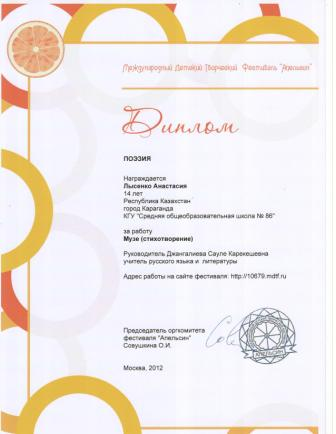 Международный Детский Творческий Фестиваль "Апельсин"
Диплом
ПОЭЗИЯ
Награждается
Лысенко Анастасия
14 лет
Республика Казахстан
город Караганда
КГУ "Средняя общеобразовательная школа № 86"
за работу
Музе (стихотворение)
Руководитель Джангалиева Сауле Карекешевна
учитель русского языка и литературы
Адрес работы на сайте фестиваля: http://10679.mdtf.ru
Председатель оргкомитета
фестиваля "Апельсин"
Совушкина О.И.
АПЕЛЬСИН
Москва, 2012